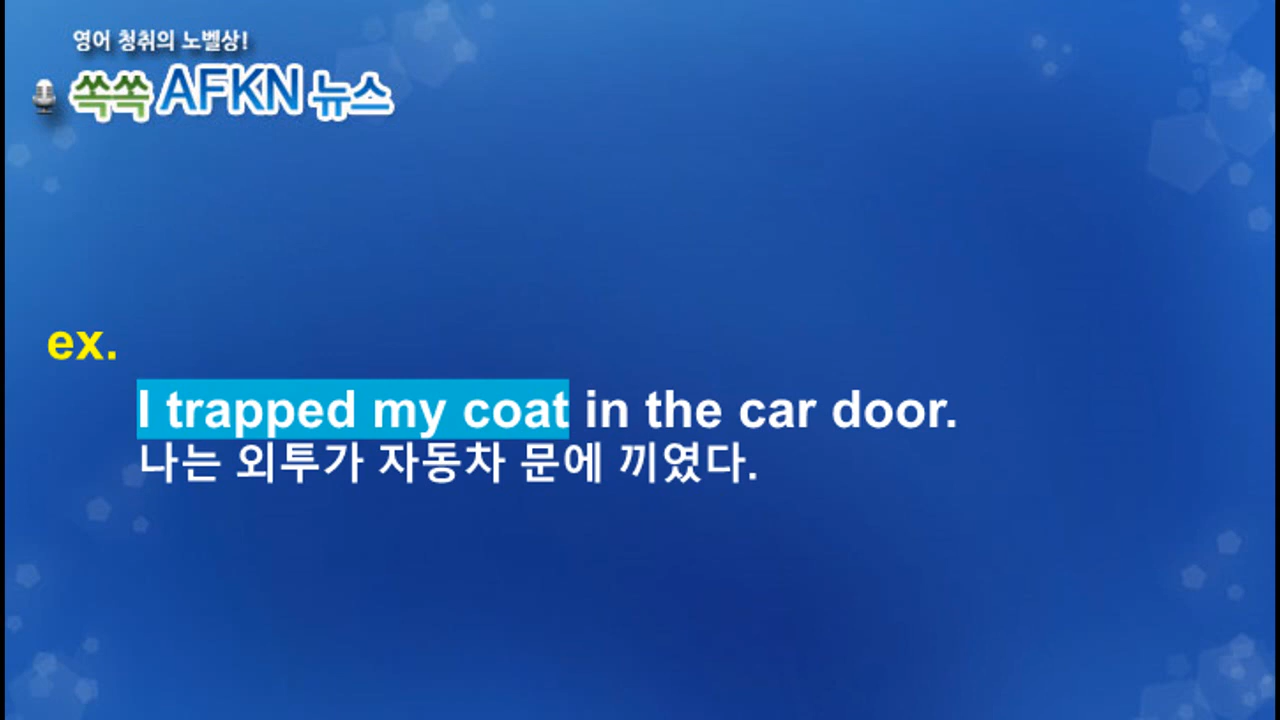 영어 청취의 노벨상!
쏙쏙 AFKN 뉴스
ex.
I trapped my coat in the car door.
나는 외투가 자동차 문에 끼였다.